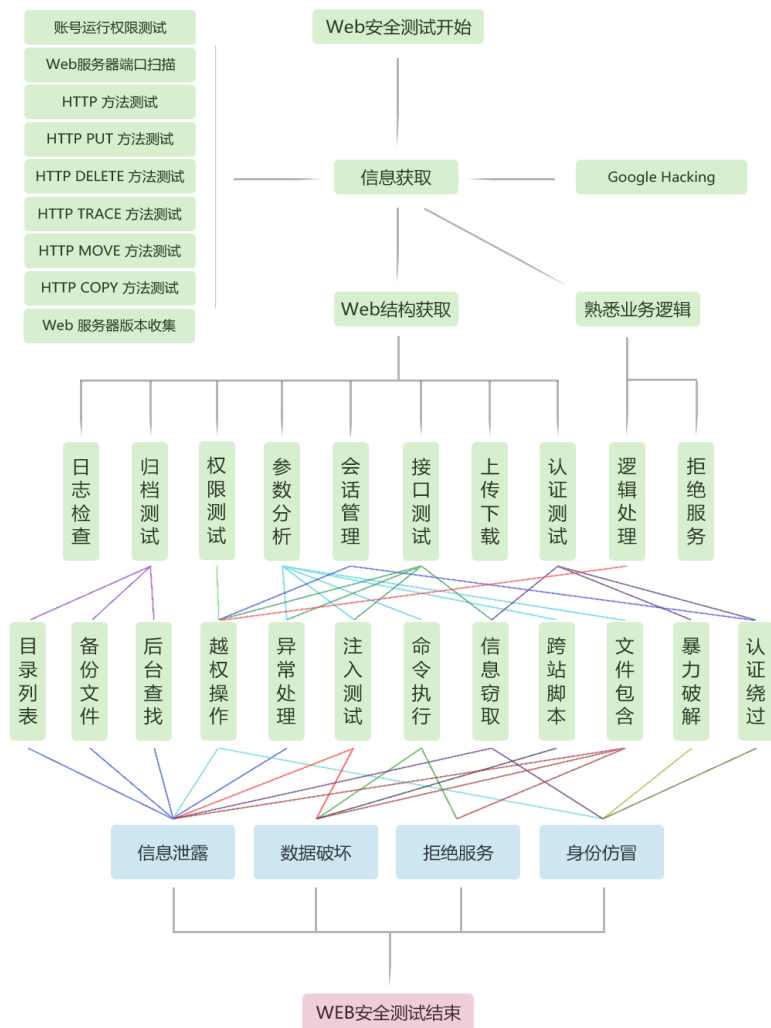 账号运行权限测试
Web服务器端口扫描
HTTP 方法测试
HTTP PUT 方法测试
HTTP DELETE 方法测试
HTTP TRACE 方法测试
HTTP MOVE 方法测试
HTTP COPY 方法测试
Web 服务器版本收集
Web安全测试开始
信息获取
Google Hacking
Web结构获取
熟悉业务逻辑
日志检查
归档测试
权限测试
参数分析
会话管理
接口测试
上传下载
认证测试
逻辑处理
拒绝服务
目录列表
备份文件
后台查找
越权操作
异常处理
注入测试
命令执行
信息窃取
跨站脚本
文件包含
暴力破解
认证绕过
信息泄露
数据破坏
拒绝服务
身份仿冒
WEB安全测试结束